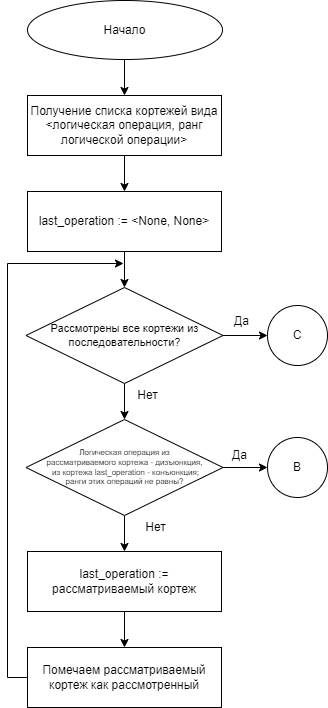 Начало
Получение списка кортежей вида
<логическая операция, ранг
логической операции>
last_operation := <None, None>
Рассмотрены все кортежи из
последовательности?
Да
C
Нет
Логическая операция из
рассматриваемого кортежа - дизъюнкция,
из кортежа last_operation - конъюнкция;
ранги этих операций не равны?
Да
B
Нет
last_operation :=
рассматриваемый кортеж
Помечаем рассматриваемый
кортеж как рассмотренный